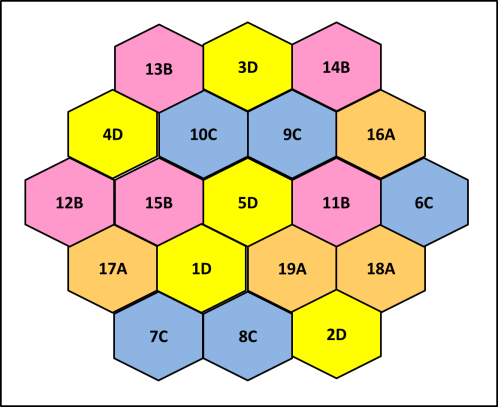 13B 3D 14B
4D 10C 9C 16A
12B 15B 5D 11B 6C
17A 1D 19A 18A
7C 8C 2D